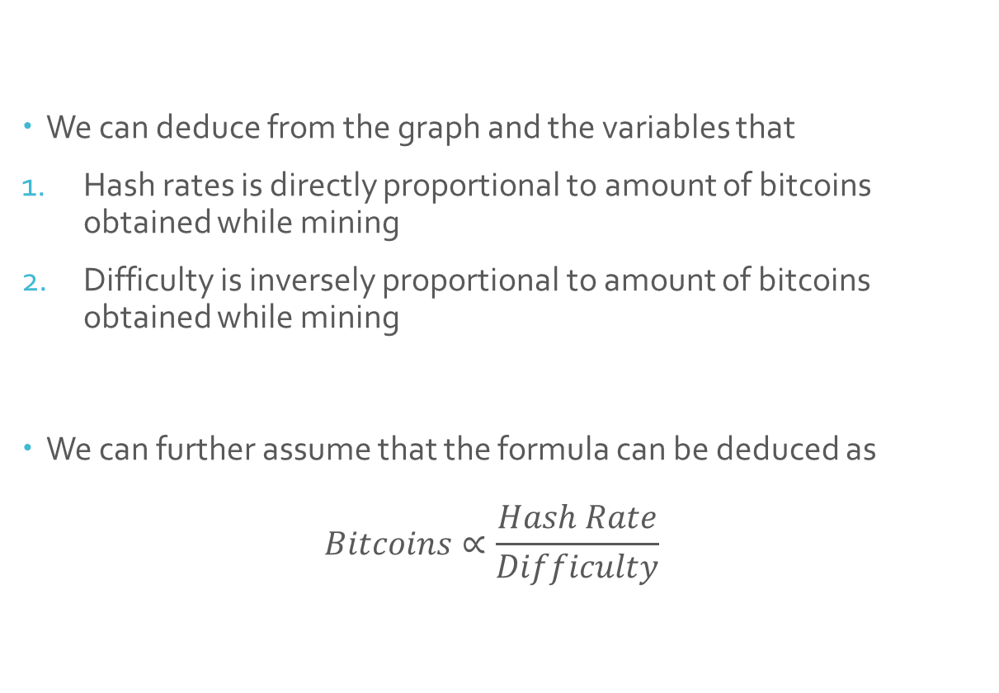 • We can deduce from the graph and the variables that
1. Hash rates is directly proportional to amount of bitcoins
obtained while mining
2. Difficulty is inversely proportional to amount of bitcoins
obtained while mining
• We can further assume that the formula can be deduced as
Bitcoins ∝ Hash Rate / Difficulty